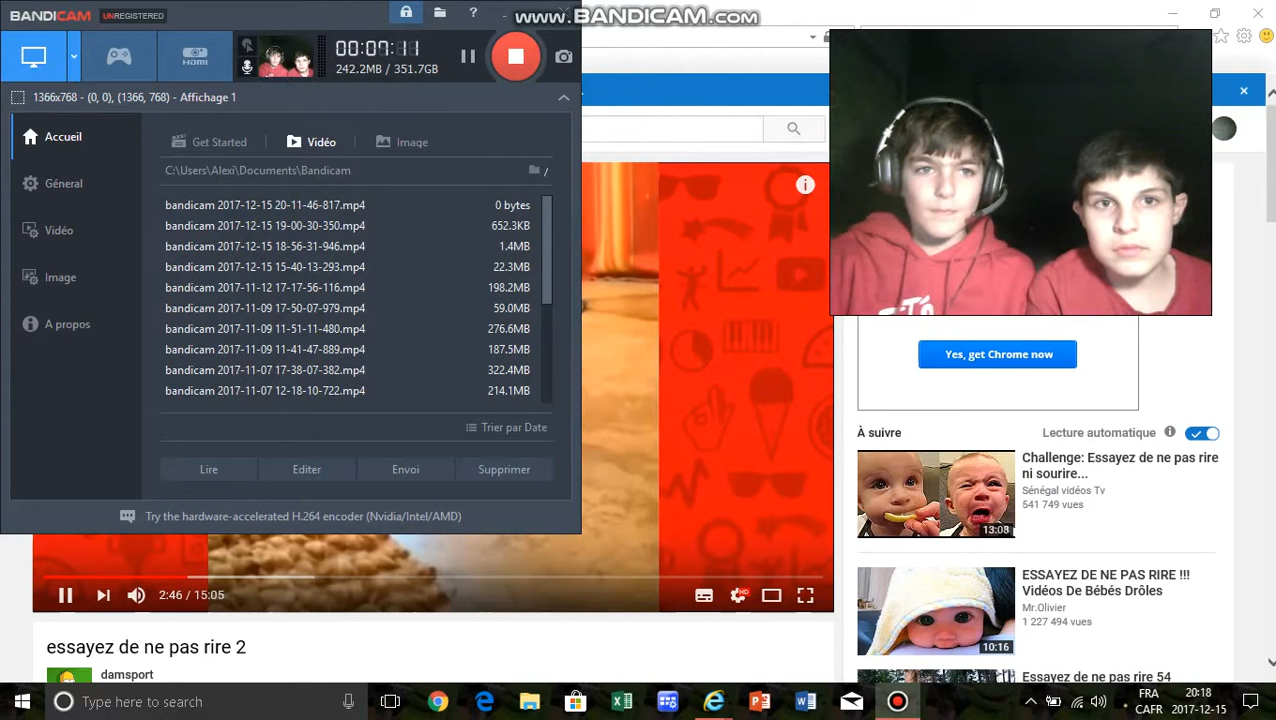 BANDICAM UNREGISTERED
www.BANDICAM.com
HDMI
00:07:11
242.2MB / 351.7GB
1366x768 - (0, 0), (1366, 768) - Affichage 1
Accueil
Géneral
Vidéo
Image
A propos
Get Started Vidéo Image
C:\Users\Alexi\Documents\Bandicam
bandicam 2017-12-15 20-11-46-817.mp4 0 bytes
bandicam 2017-12-15 19-00-30-350.mp4 652.3KB
bandicam 2017-12-15 18-56-31-946.mp4 1.4MB
bandicam 2017-12-15 15-40-13-293.mp4 22.3MB
bandicam 2017-12-12 17-17-56-116.mp4 198.2MB
bandicam 2017-11-09 17-50-07-979.mp4 59.0MB
bandicam 2017-11-09 11-51-11-480.mp4 276.6MB
bandicam 2017-11-09 11-41-47-889.mp4 187.5MB
bandicam 2017-11-07 17-38-07-382.mp4 322.4MB
bandicam 2017-11-07 12-18-10-722.mp4 214.1MB
Trier par Date
Lire Editer Envoi Supprimer
Try the hardware-accelerated H.264 encoder (Nvidia/Intel/AMD)
2:46 / 15:05
HD
essayez de ne pas rire 2
damsport
Yes, get Chrome now
À suivre Lecture automatique
Challenge: Essayez de ne pas rire
ni sourire...
Sénégal vidéos Tv
541 749 vues
13:08
ESSAYEZ DE NE PAS RIRE !!!
Vidéos De Bébés Drôles
Mr.Olivier
1 227 494 vues
10:16
Essayez de ne pas rire 54
Type here to search
FRA
CAFR
20:18
2017-12-15